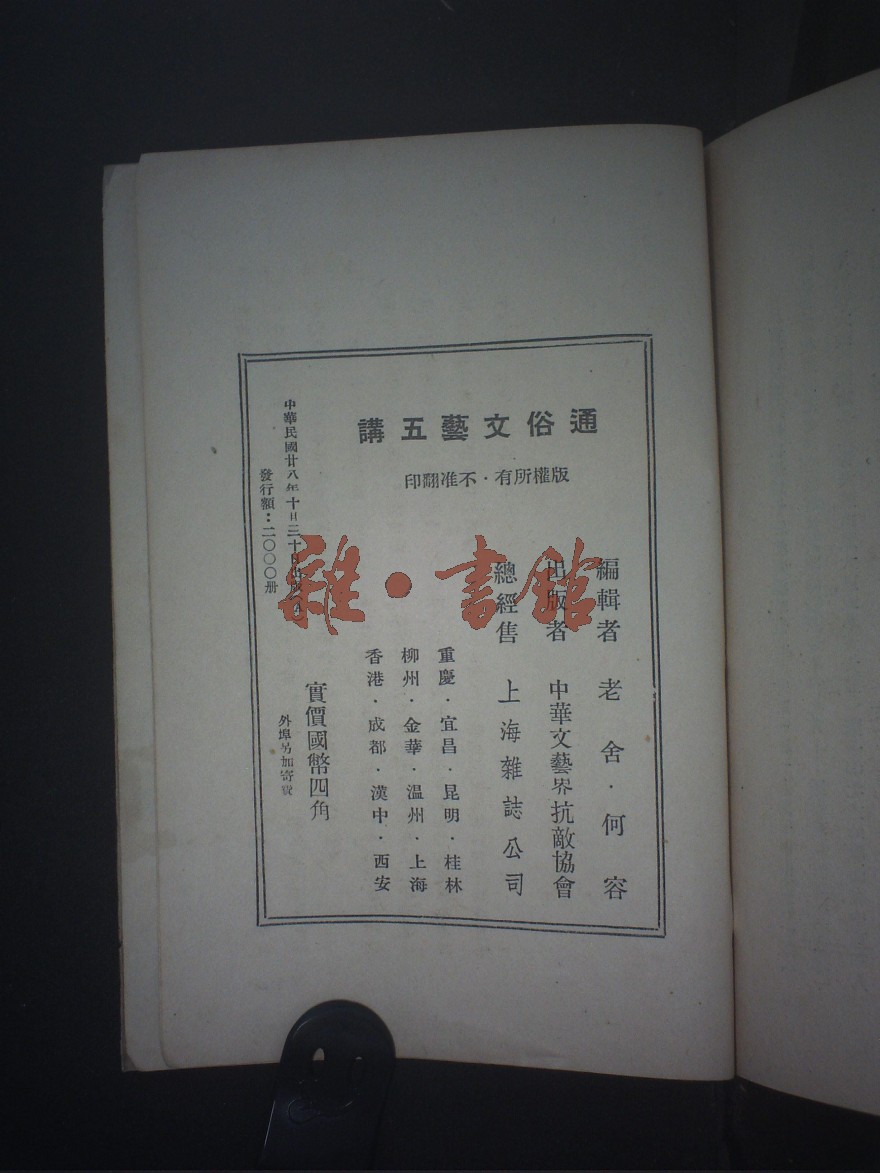 通俗文藝五講
版權所有·不准翻印
編輯者 老舍·何容
出版者 中華文藝界抗敵協會
總經售 上海雜誌公司
重慶·宜昌·昆明·桂林
柳州·金華·溫州·上海
香港·成都·漢中·西安
實價國幣四角
外埠另加寄費
中華民國廿八年十月三十日出版
發行額:二〇〇〇册
雜·書館